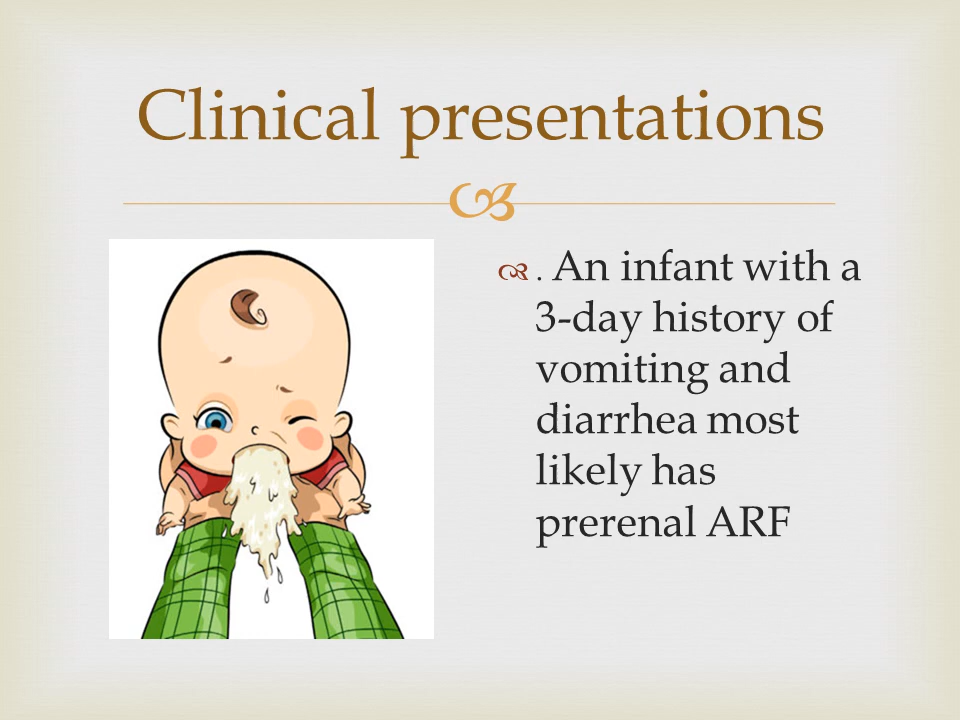 Clinical presentations
. An infant with a
3-day history of
vomiting and
diarrhea most
likely has
prerenal ARF